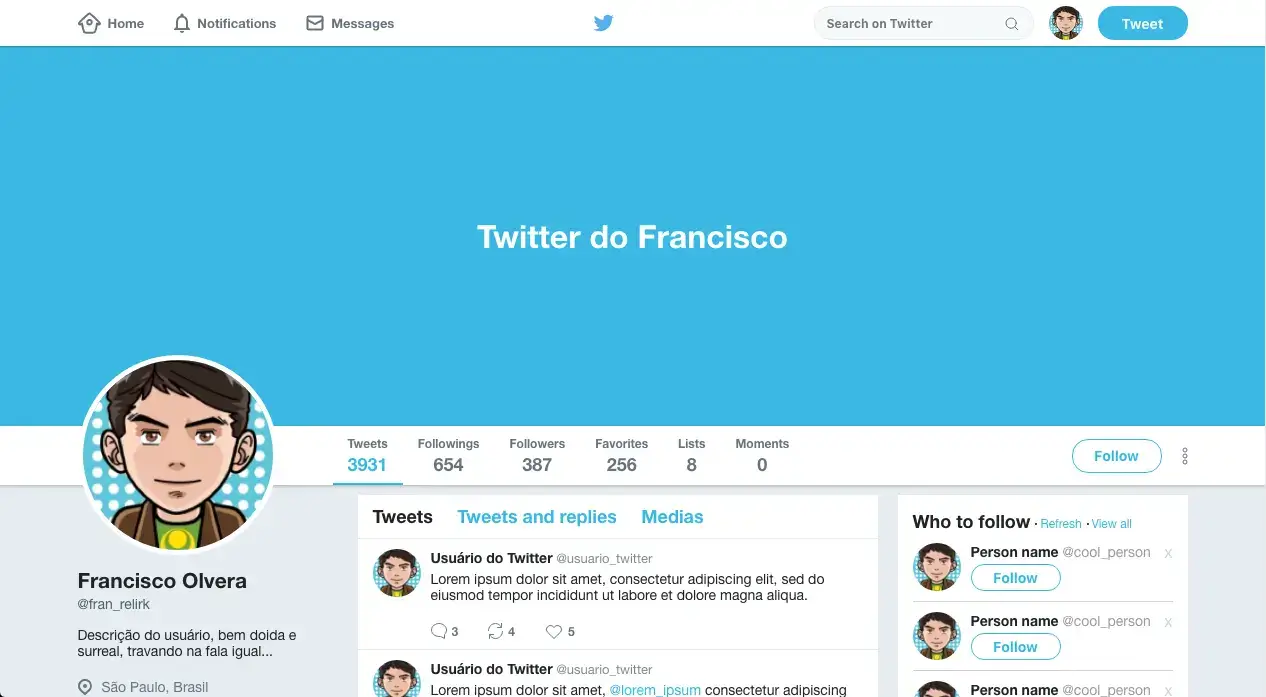 Home Notifications Messages Search on Twitter Tweet
Twitter do Francisco
Tweets Followings Followers Favorites Lists Moments
3931 654 387 256 8 0
Follow
Francisco Olvera
@fran_relirk
Descrição do usuário, bem doida e
surreal, travando na fala igual...
São Paulo, Brasil
Tweets Tweets and replies Medias
Usuário do Twitter @usuario_twitter
Lorem ipsum dolor sit amet, consectetur adipiscing elit, sed do
eiusmod tempor incididunt ut labore et dolore magna aliqua.
3 4 5
Usuário do Twitter @usuario_twitter
Lorem ipsum dolor sit amet, @lorem_ipsum consectetur adipiscing
Who to follow · Refresh · View all
Person name @cool_person x
Follow
Person name @cool_person x
Follow
Person name @cool_person x